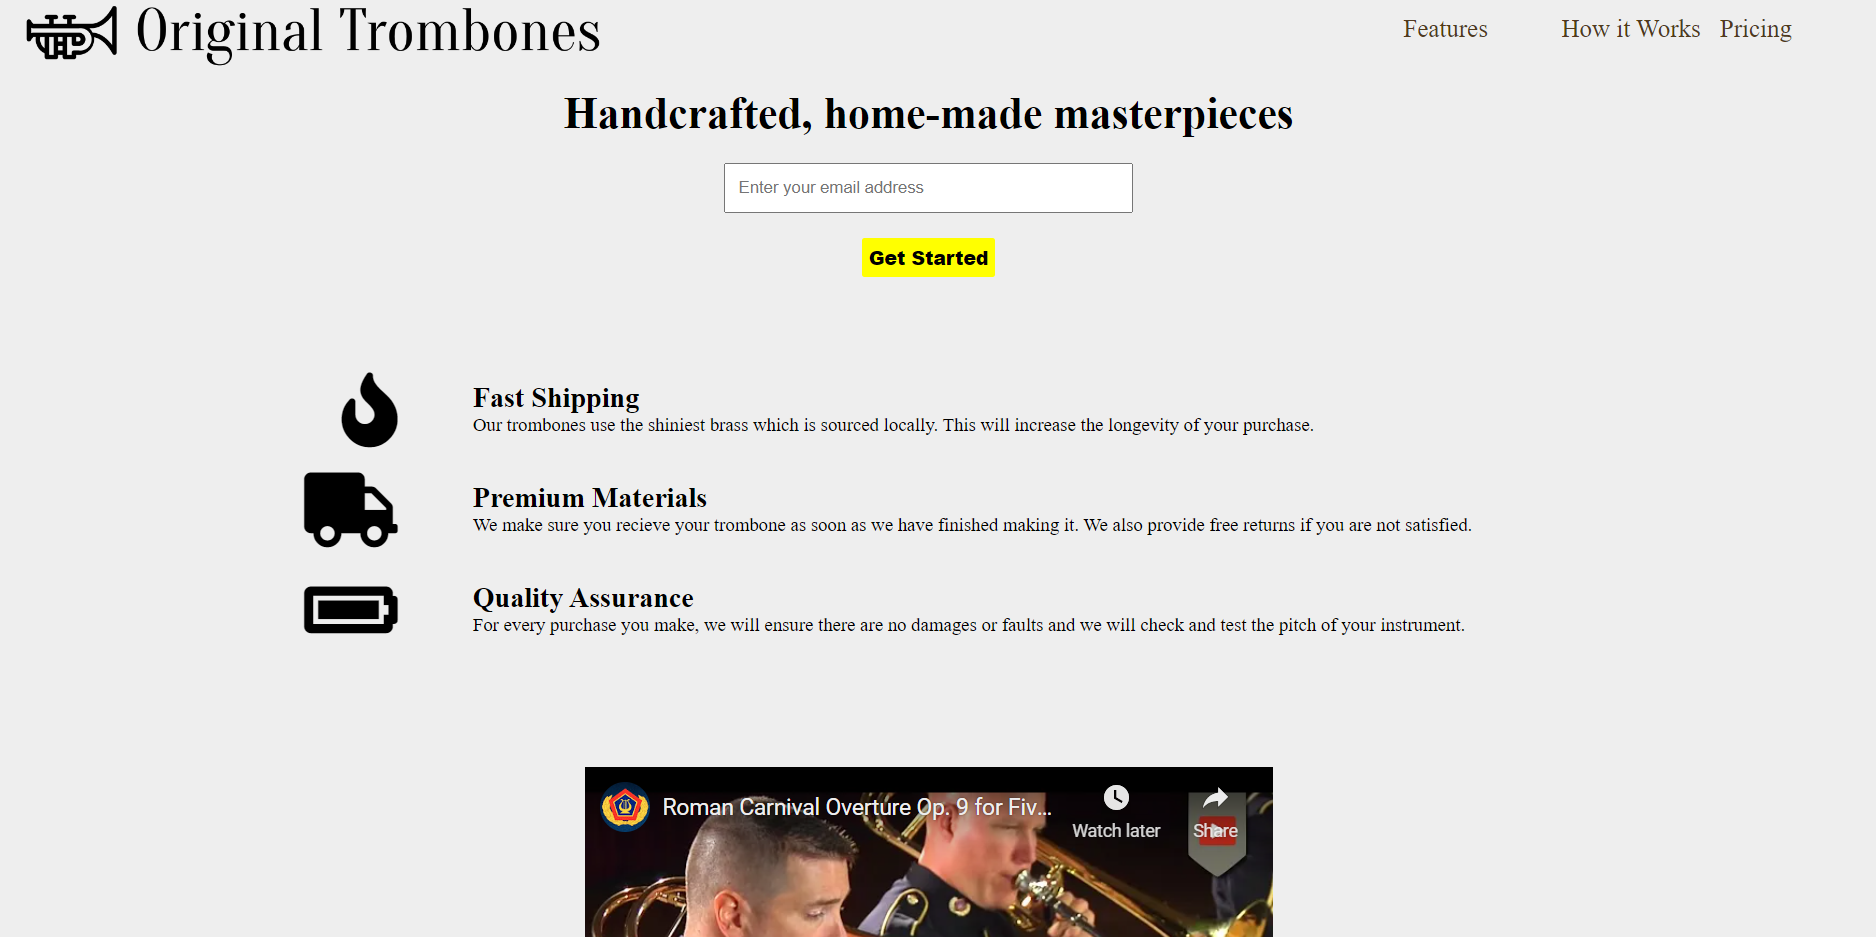 Original Trombones
Features How it Works Pricing
Handcrafted, home-made masterpieces
Enter your email address
Get Started
Fast Shipping
Our trombones use the shiniest brass which is sourced locally. This will increase the longevity of your purchase.
Premium Materials
We make sure you recieve your trombone as soon as we have finished making it. We also provide free returns if you are not satisfied.
Quality Assurance
For every purchase you make, we will ensure there are no damages or faults and we will check and test the pitch of your instrument.
Roman Carnival Overture Op. 9 for Fiv...
Watch later
Share